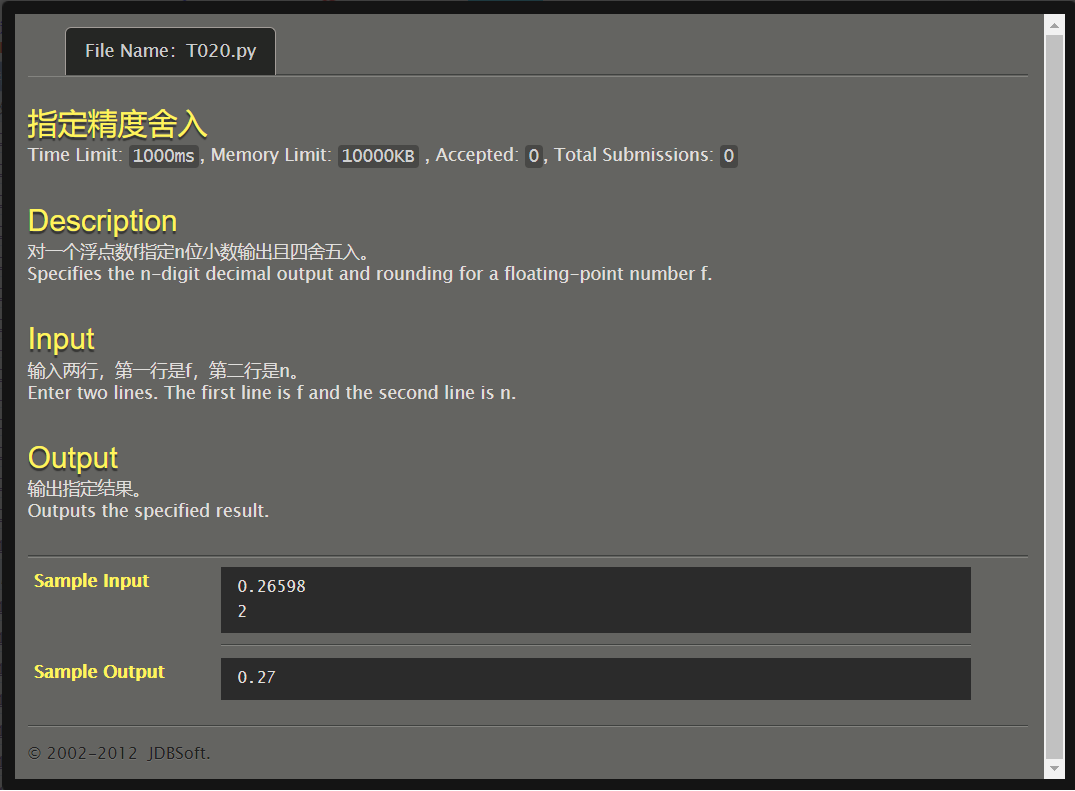 File Name: T020.py
指定精度舍入
Time Limit: 1000ms, Memory Limit: 10000KB , Accepted: 0, Total Submissions: 0
Description
对一个浮点数f指定n位小数输出且四舍五入。
Specifies the n-digit decimal output and rounding for a floating-point number f.
Input
输入两行，第一行是f，第二行是n。
Enter two lines. The first line is f and the second line is n.
Output
输出指定结果。
Outputs the specified result.
Sample Input
0.26598
2
Sample Output
0.27
© 2002-2012 JDBSoft.